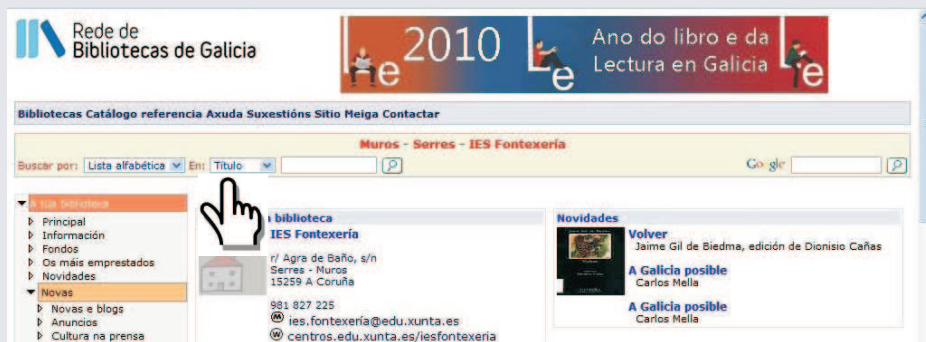 Rede de
Bibliotecas de Galicia
Le 2010 Le Ano do libro e da
Lectura en Galicia Le
Bibliotecas Catálogo referencia Axuda Suxestións Sitio Meiga Contactar
Muros - Serres - IES Fontexería
Buscar por: Lista alfabética En: Título Google
A túa biblioteca
Principal
Información
Fondos
Os máis emprestados
Novidades
Novas
Novas e blogs
Anuncios
Cultura na prensa
a biblioteca
IES Fontexería
r/ Agra de Baño, s/n
Serres - Muros
15259 A Coruña
981 827 225
ies.fontexería@edu.xunta.es
centros.edu.xunta.es/iesfontexeria
Novidades
Volver
Jaime Gil de Biedma, edición de Dionisio Cañas
A Galicia posible
Carlos Mella
A Galicia posible
Carlos Mella